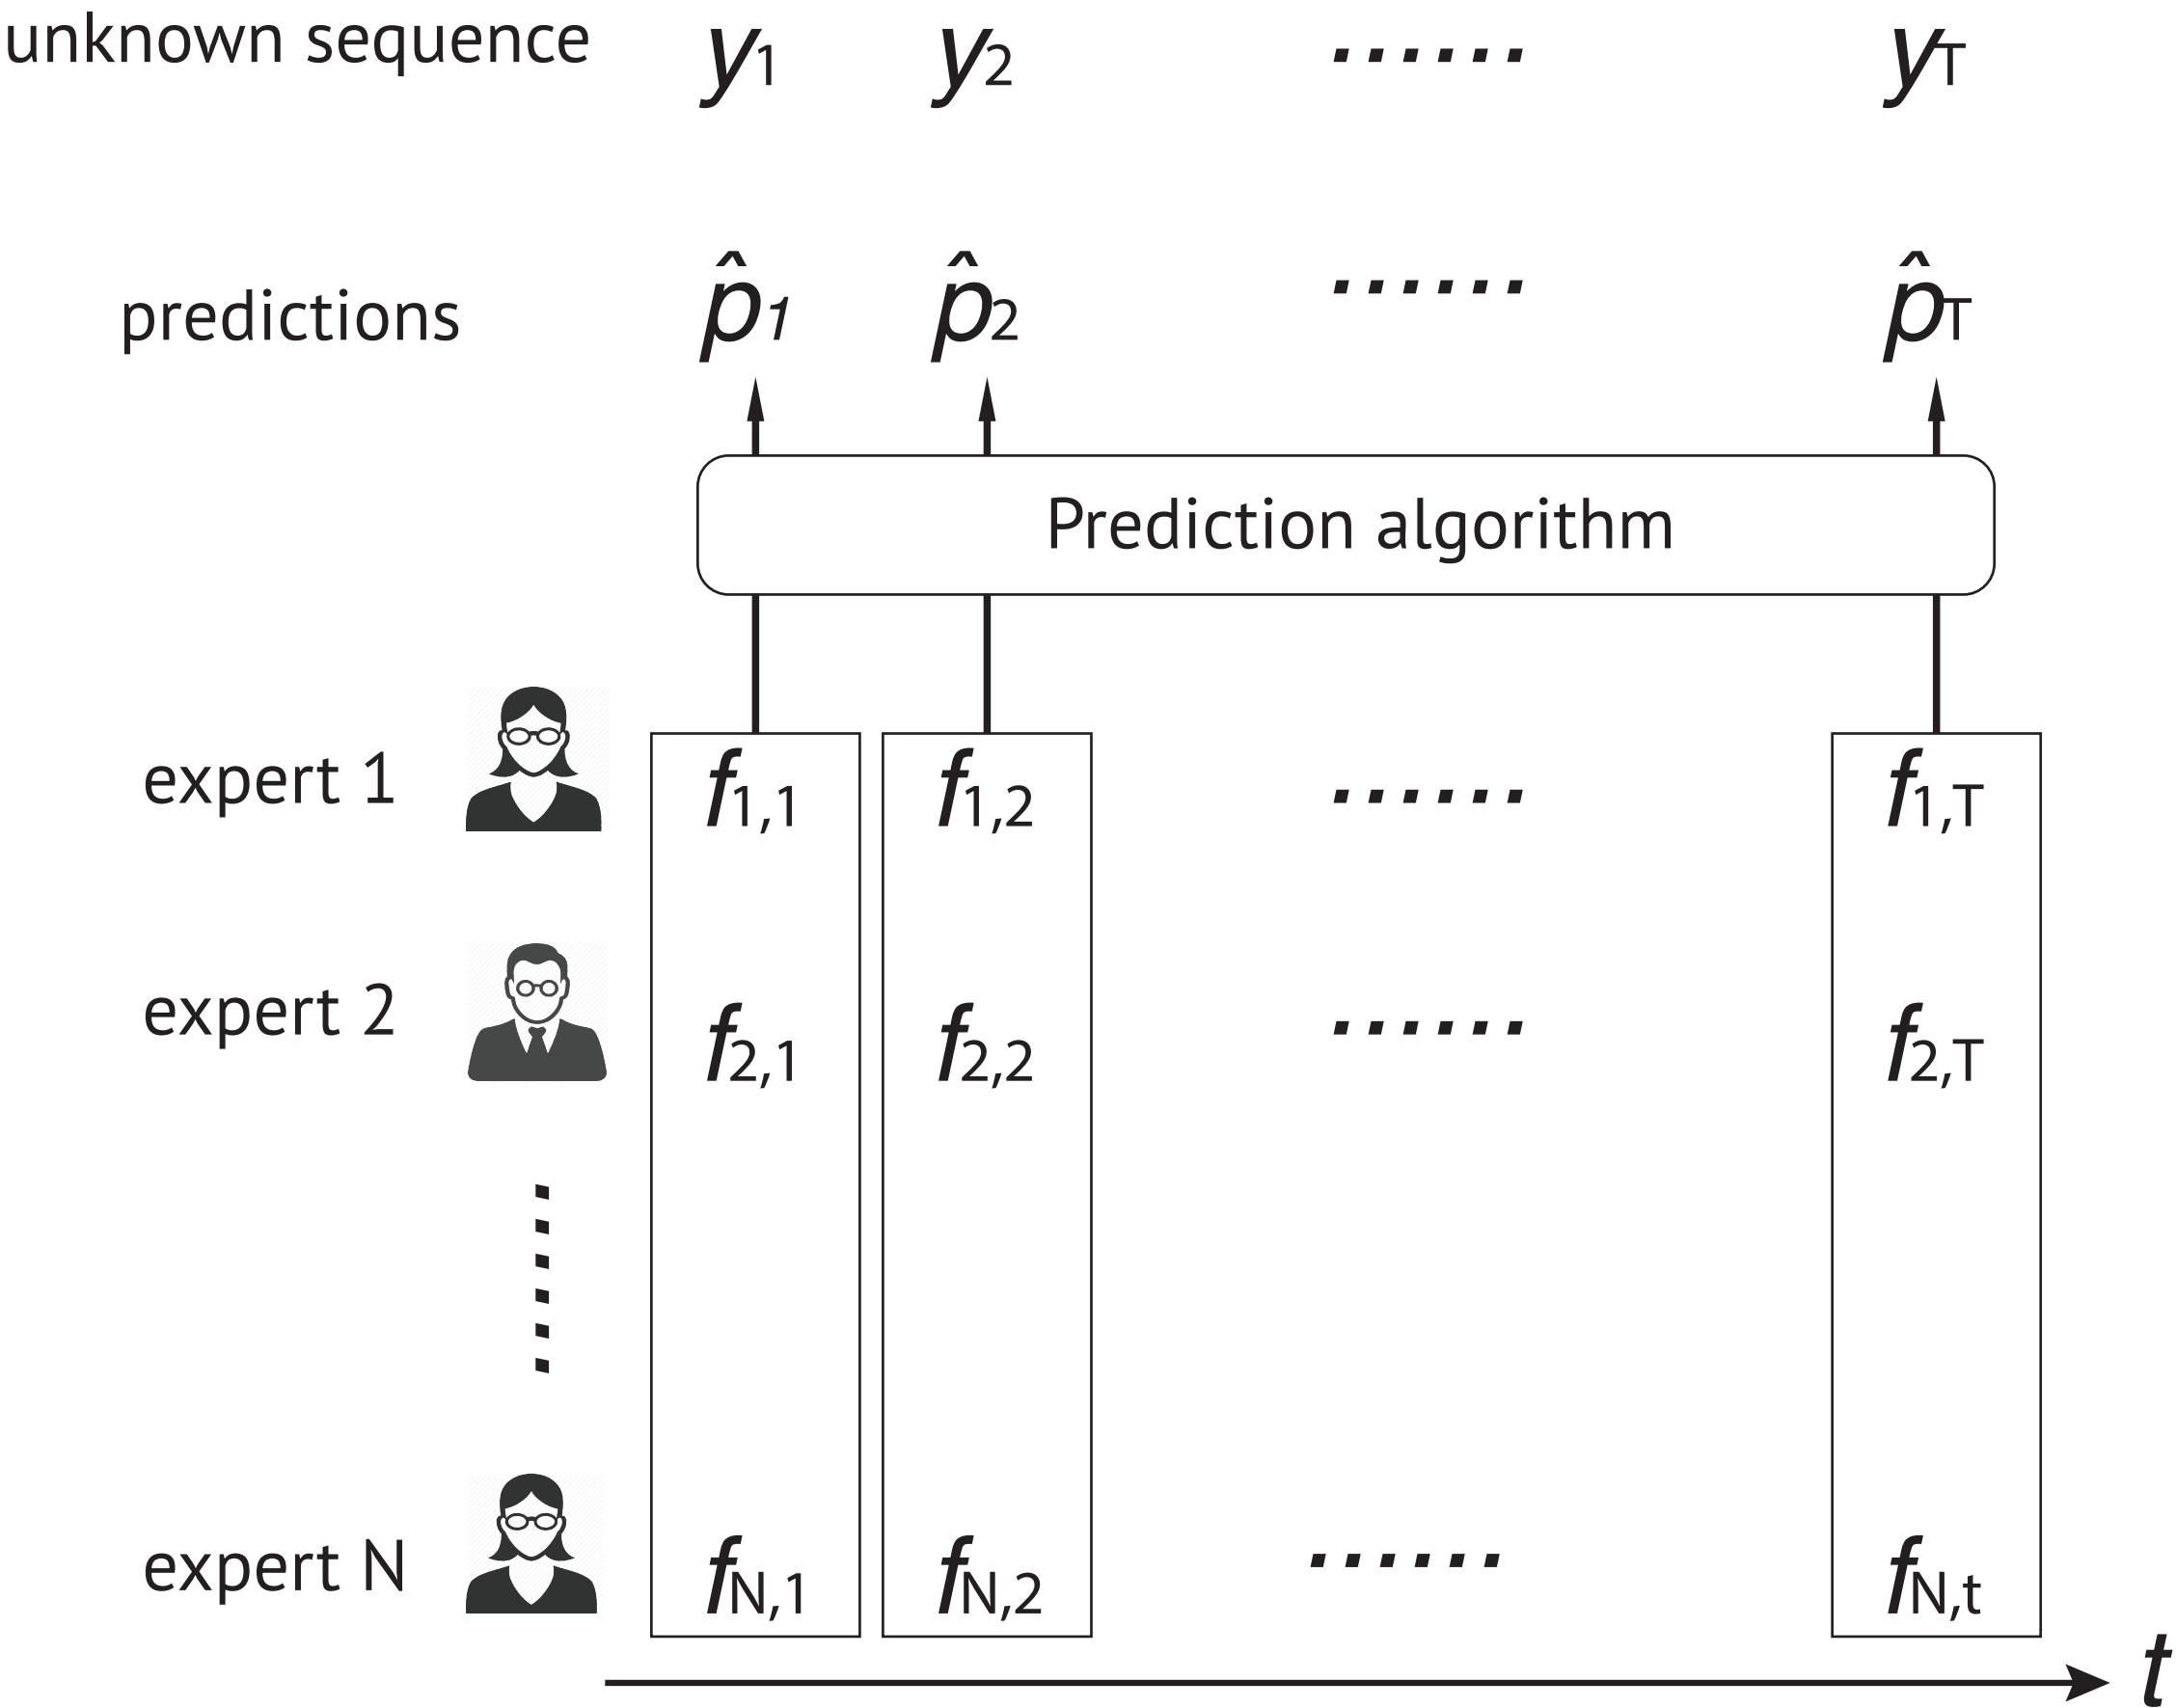 unknown sequence y1 y2 ...... yT
predictions p̂1 p̂2 ...... p̂T
Prediction algorithm
expert 1 f1,1 f1,2 ...... f1,T
expert 2 f2,1 f2,2 ...... f2,T
expert N fN,1 fN,2 ...... fN,t
t